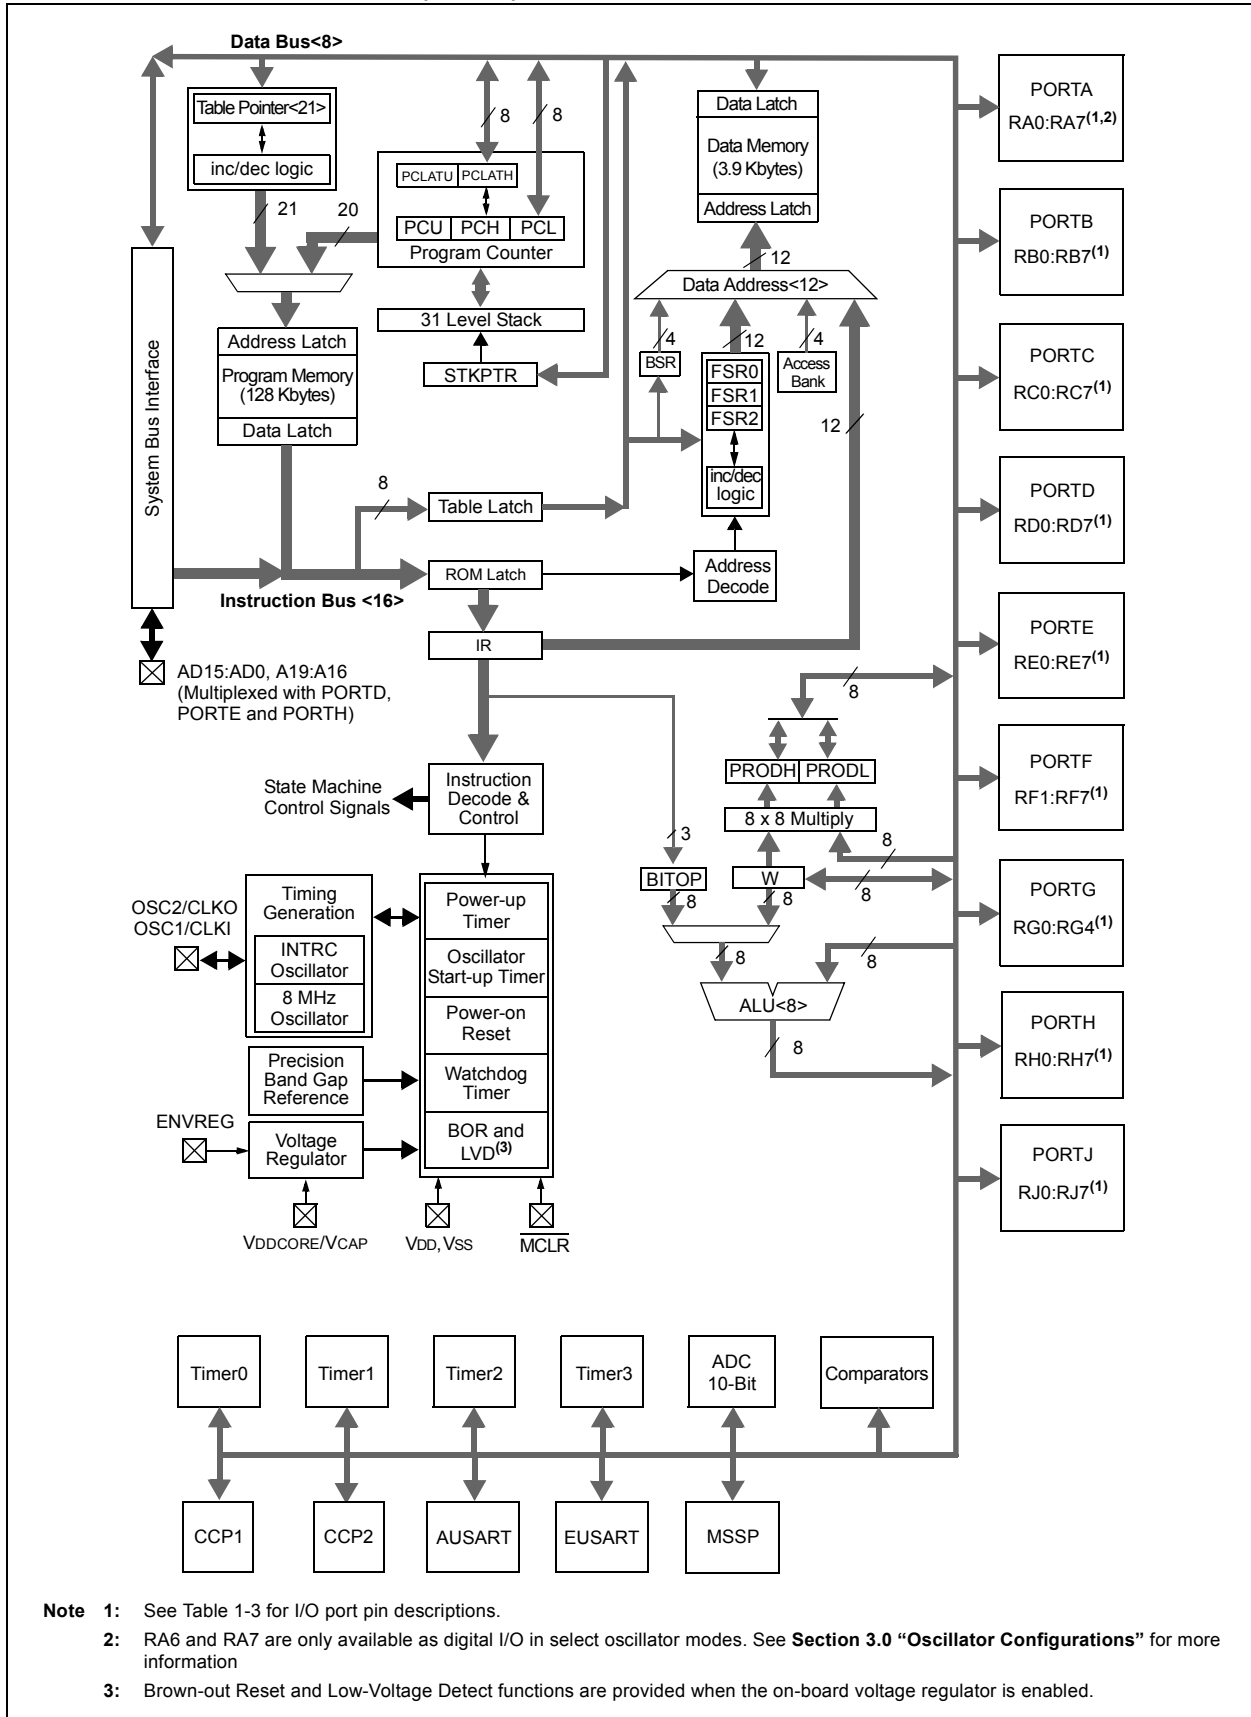 Data Bus<8>
Table Pointer<21>
inc/dec logic
21
20
8
8
PCLATU PCLATH
PCU PCH PCL
Program Counter
31 Level Stack
STKPTR
Data Latch
Data Memory
(3.9 Kbytes)
Address Latch
12
Data Address<12>
4
12
4
BSR
FSR0
FSR1
FSR2
inc/dec
logic
Access
Bank
12
System Bus Interface
Address Latch
Program Memory
(128 Kbytes)
Data Latch
8
Table Latch
ROM Latch
Address
Decode
Instruction Bus <16>
IR
AD15:AD0, A19:A16
(Multiplexed with PORTD,
PORTE and PORTH)
8
PRODH PRODL
8 x 8 Multiply
State Machine
Control Signals
Instruction
Decode &
Control
3
8
BITOP
W
8
8
8
8
8
ALU<8>
8
OSC2/CLKO
OSC1/CLKI
Timing
Generation
INTRC
Oscillator
8 MHz
Oscillator
Power-up
Timer
Oscillator
Start-up Timer
Power-on
Reset
Watchdog
Timer
BOR and
LVD(3)
Precision
Band Gap
Reference
ENVREG
Voltage
Regulator
VDDCORE/VCAP
VDD, VSS
MCLR
PORTA
RA0:RA7(1,2)
PORTB
RB0:RB7(1)
PORTC
RC0:RC7(1)
PORTD
RD0:RD7(1)
PORTE
RE0:RE7(1)
PORTF
RF1:RF7(1)
PORTG
RG0:RG4(1)
PORTH
RH0:RH7(1)
PORTJ
RJ0:RJ7(1)
Timer0
Timer1
Timer2
Timer3
ADC
10-Bit
Comparators
CCP1
CCP2
AUSART
EUSART
MSSP
Note 1: See Table 1-3 for I/O port pin descriptions.
2: RA6 and RA7 are only available as digital I/O in select oscillator modes. See Section 3.0 “Oscillator Configurations” for more
information
3: Brown-out Reset and Low-Voltage Detect functions are provided when the on-board voltage regulator is enabled.